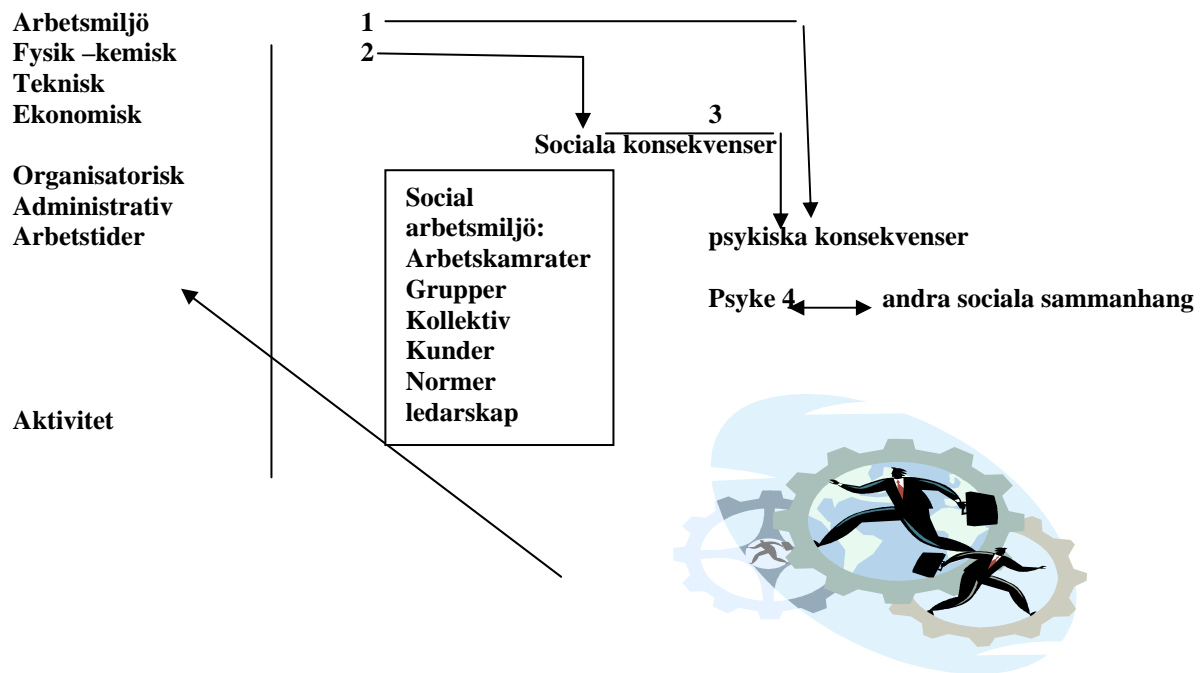 Arbetsmiljö
Fysik –kemisk
Teknisk
Ekonomisk
Organisatorisk
Administrativ
Arbetstider
Aktivitet
1
2
3
Sociala konsekvenser
Social
arbetsmiljö:
Arbetskamrater
Grupper
Kollektiv
Kunder
Normer
ledarskap
psykiska konsekvenser
Psyke 4
andra sociala sammanhang